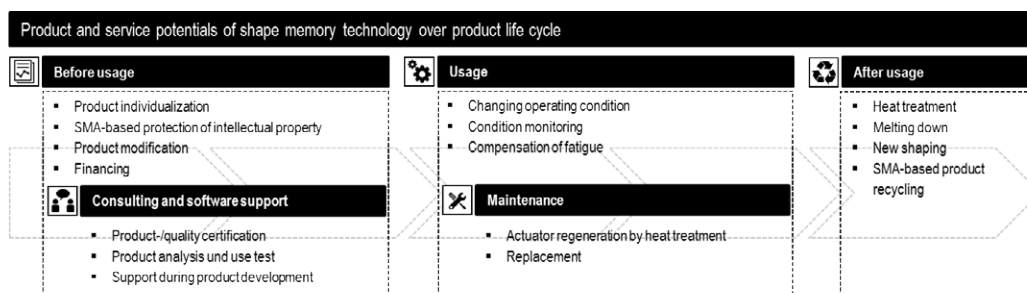 Product and service potentials of shape memory technology over product life cycle
Before usage
▪ Product individualization
▪ SMA-based protection of intellectual property
▪ Product modification
▪ Financing
Consulting and software support
▪ Product-/quality certification
▪ Product analysis und use test
▪ Support during product development
Usage
▪ Changing operating condition
▪ Condition monitoring
▪ Compensation of fatigue
Maintenance
▪ Actuator regeneration by heat treatment
▪ Replacement
After usage
▪ Heat treatment
▪ Melting down
▪ New shaping
▪ SMA-based product
recycling